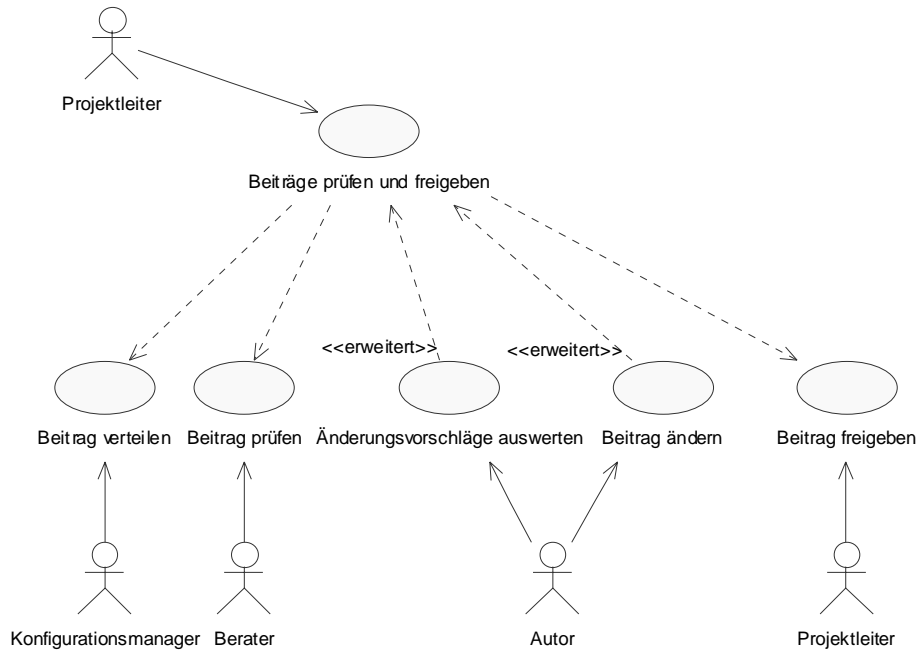 Projektleiter
Beiträge prüfen und freigeben
<<erweitert>>
<<erweitert>>
Beitrag verteilen
Beitrag prüfen
Änderungsvorschläge auswerten
Beitrag ändern
Beitrag freigeben
Konfigurationsmanager
Berater
Autor
Projektleiter